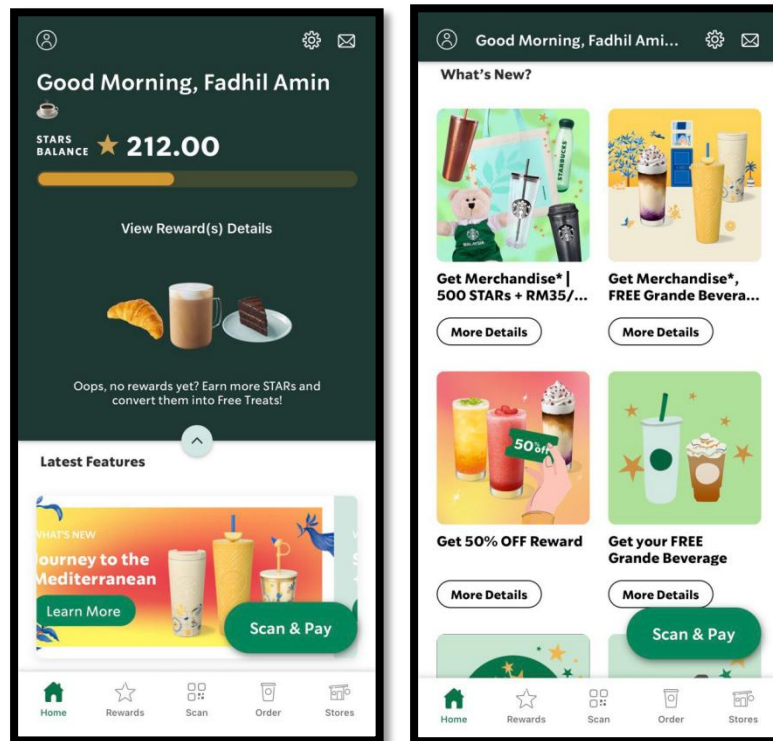 Good Morning, Fadhil Amin
STARS
BALANCE
212.00
View Reward(s) Details
Oops, no rewards yet? Earn more STARs and
convert them into Free Treats!
Latest Features
WHAT'S NEW
Journey to the
Mediterranean
Learn More
Scan & Pay
Home
Rewards
Scan
Order
Stores
Good Morning, Fadhil Ami...
What's New?
STARBUCKS
MALAYSIA
Get Merchandise* |
500 STARs + RM35/...
More Details
Get Merchandise*,
FREE Grande Bevera...
More Details
50% off
Get 50% OFF Reward
More Details
Get your FREE
Grande Beverage
More Details
Scan & Pay
Home
Rewards
Scan
Order
Stores